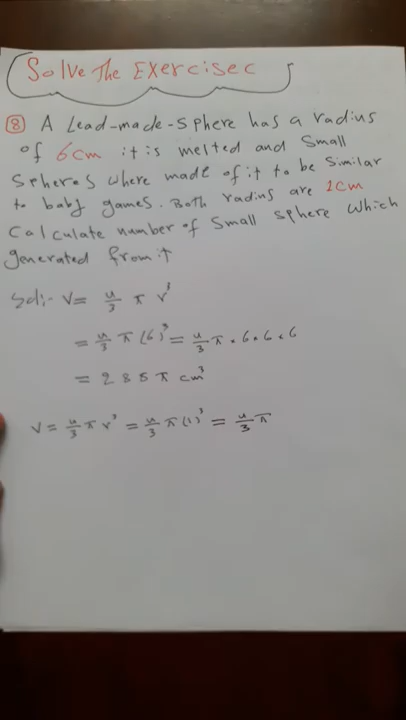 Solve The Exercisec
8 A Lead-made-sphere has a radius
of 6cm it is melted and small
spheres where made of it to be similar
to baby games. Both radius are 1cm
Calculate number of small sphere which
generated from it
Sol:- V = 4/3 π r³
= 4/3 π (6)³ = 4/3 π * 6 * 6 * 6
= 288 π cm³
V = 4/3 π r³ = 4/3 π (1)³ = 4/3 π